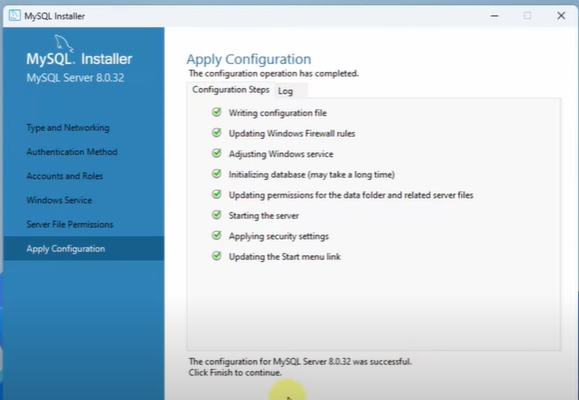 MySQL Installer
MySQL. Installer
MySQL Server 8.0.32
Type and Networking
Authentication Method
Accounts and Roles
Windows Service
Server File Permissions
Apply Configuration
Apply Configuration
The configuration operation has completed.
Configuration Steps Log
Writing configuration file
Updating Windows Firewall rules
Adjusting Windows service
Initializing database (may take a long time)
Updating permissions for the data folder and related server files
Starting the server
Applying security settings
Updating the Start menu link
The configuration for MySQL Server 8.0.32 was successful.
Click Finish to continue.